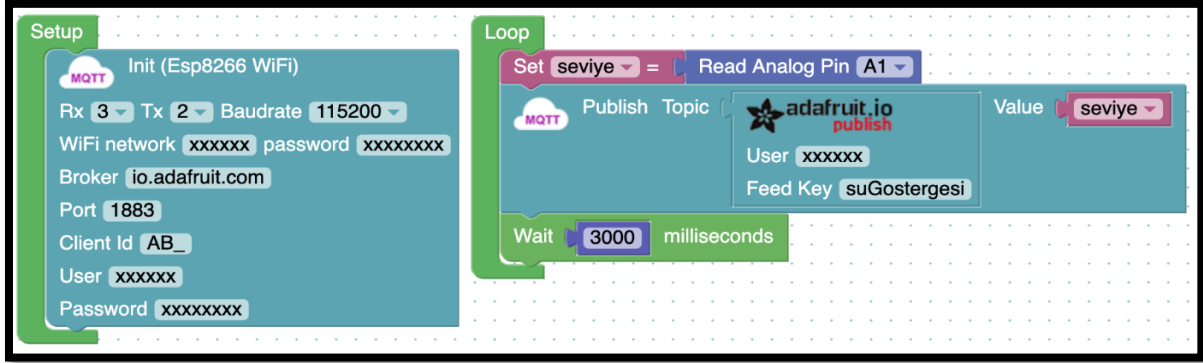 Setup
MQTT Init (Esp8266 WiFi)
Rx 3 Tx 2 Baudrate 115200
WiFi network xxxxxx password xxxxxxxx
Broker io.adafruit.com
Port 1883
Client Id AB_
User xxxxxx
Password xxxxxxxx
Loop
Set seviye = Read Analog Pin A1
MQTT Publish Topic adafruit.io Value seviye
publish
User xxxxxx
Feed Key suGostergesi
Wait 3000 milliseconds